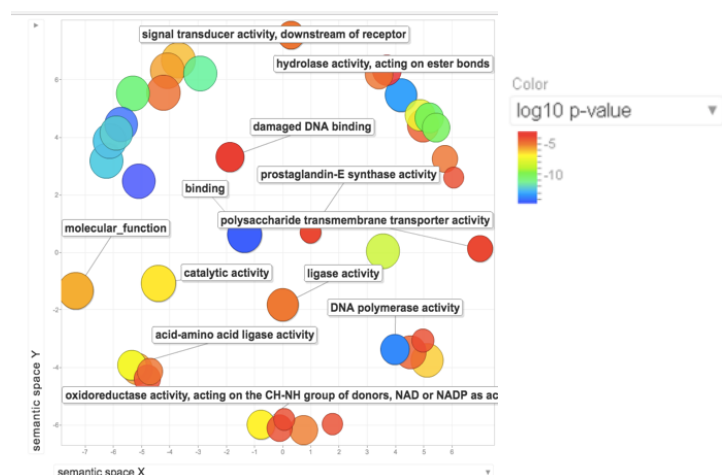 signal transducer activity, downstream of receptor
hydrolase activity, acting on ester bonds
Color
log10 p-value
-5
-10
damaged DNA binding
prostaglandin-E synthase activity
binding
polysaccharide transmembrane transporter activity
molecular_function
catalytic activity
ligase activity
DNA polymerase activity
acid-amino acid ligase activity
oxidoreductase activity, acting on the CH-NH group of donors, NAD or NADP as ac
semantic space Y
6
4
2
0
-2
-4
-6
-7 -6 -5 -4 -3 -2 -1 0 1 2 3 4 5 6
semantic space X